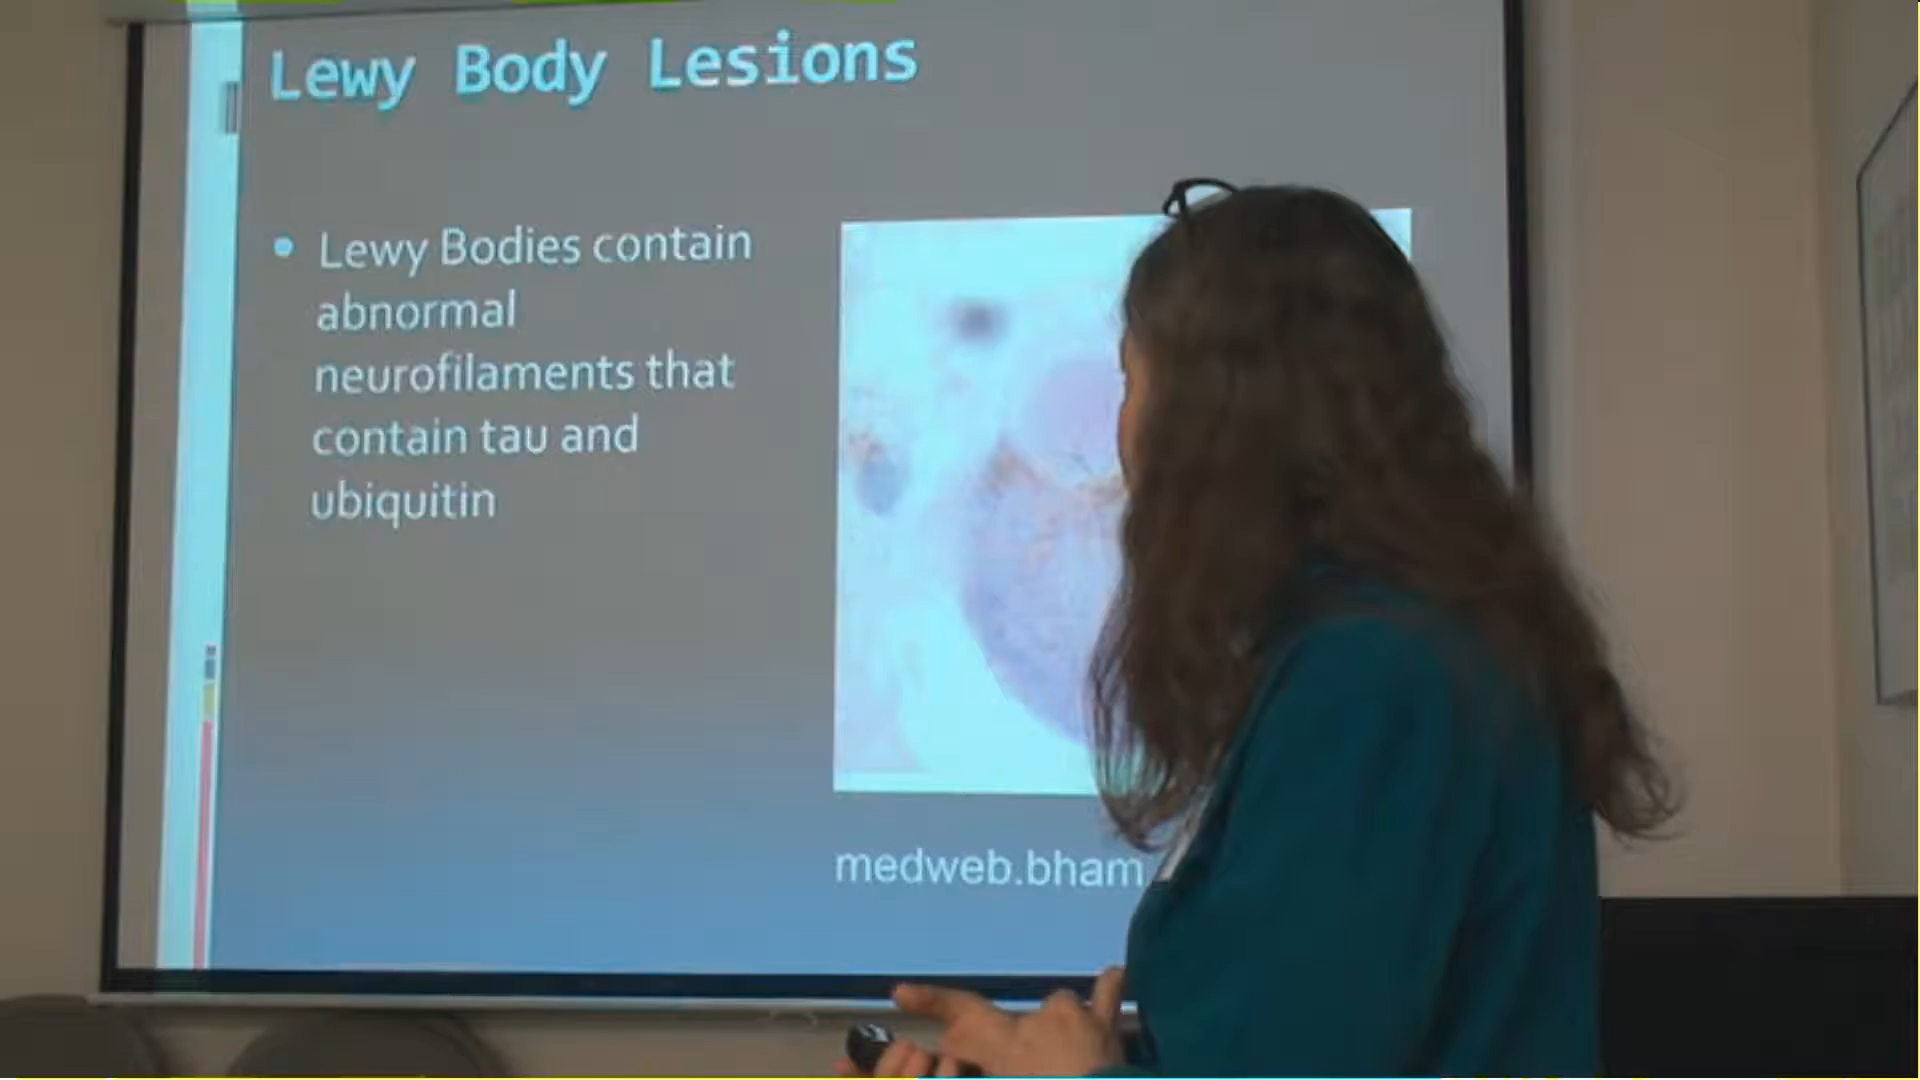 Lewy Body Lesions
Lewy Bodies contain
abnormal
neurofilaments that
contain tau and
ubiquitin
medweb.bham.